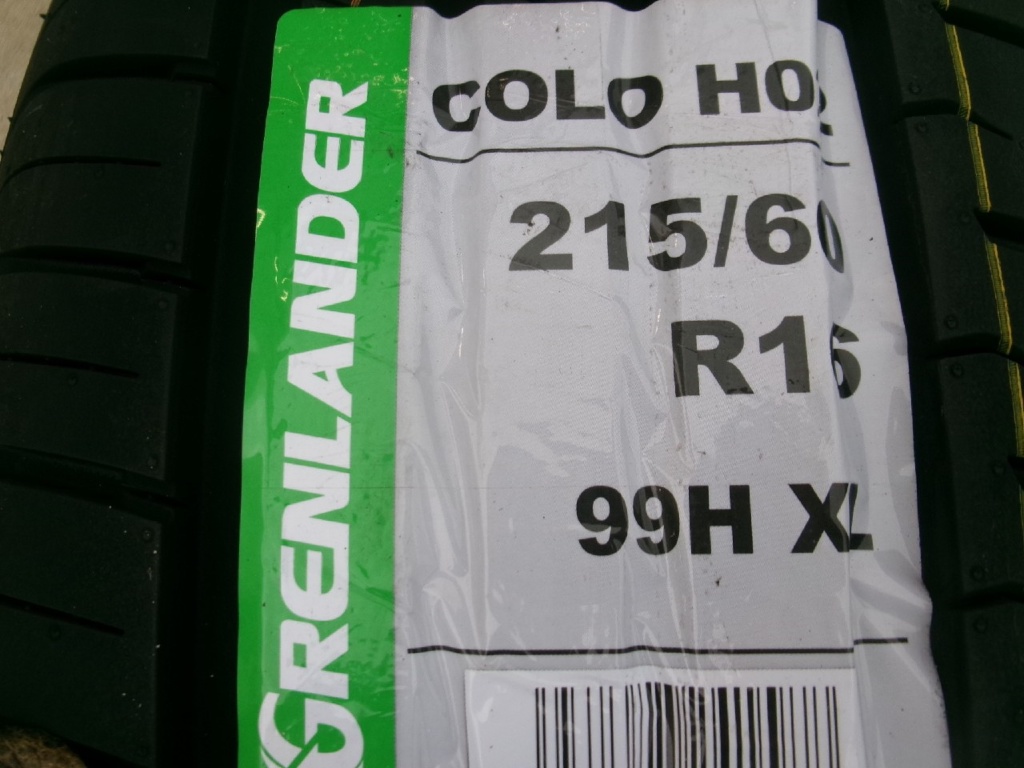 GRENLANDER
COLO H02
215/60
R16
99H XL